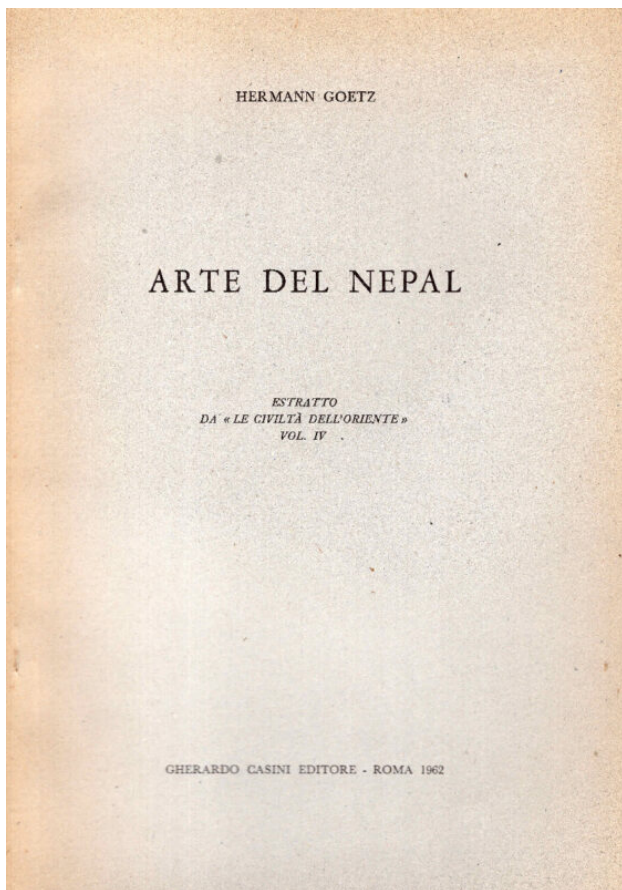 HERMANN GOETZ
ARTE DEL NEPAL
ESTRATTO
DA « LE CIVILTÀ DELL'ORIENTE »
VOL. IV
GHERARDO CASINI EDITORE - ROMA 1962